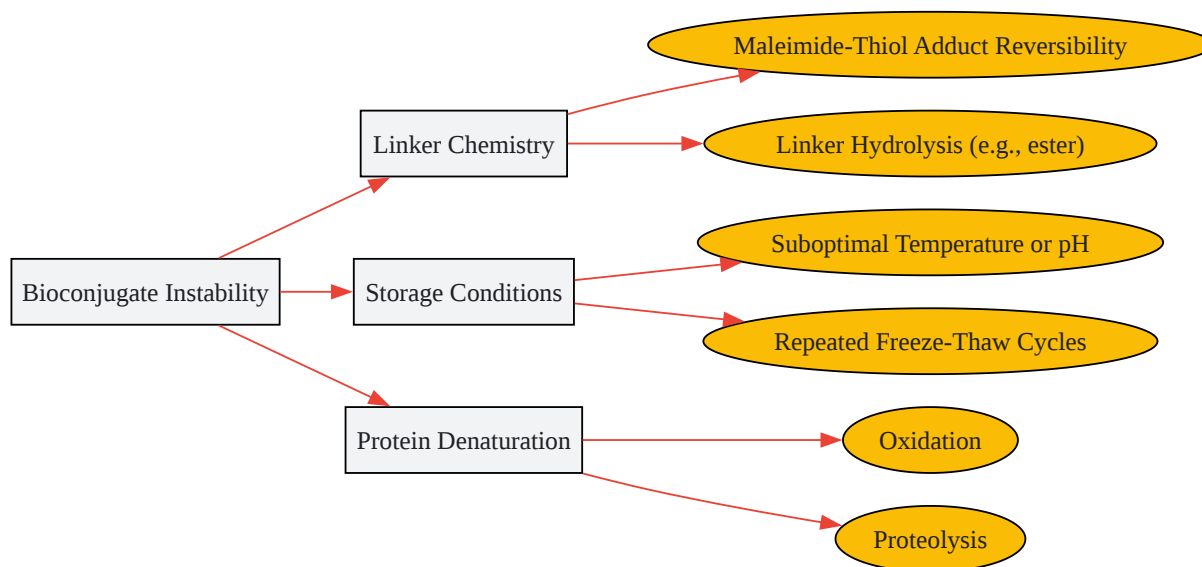 Maleimide-Thiol Adduct Reversibility
Linker Chemistry
Linker Hydrolysis (e.g., ester)
Suboptimal Temperature or pH
Bioconjugate Instability
Storage Conditions
Repeated Freeze-Thaw Cycles
Protein Denaturation
Oxidation
Proteolysis